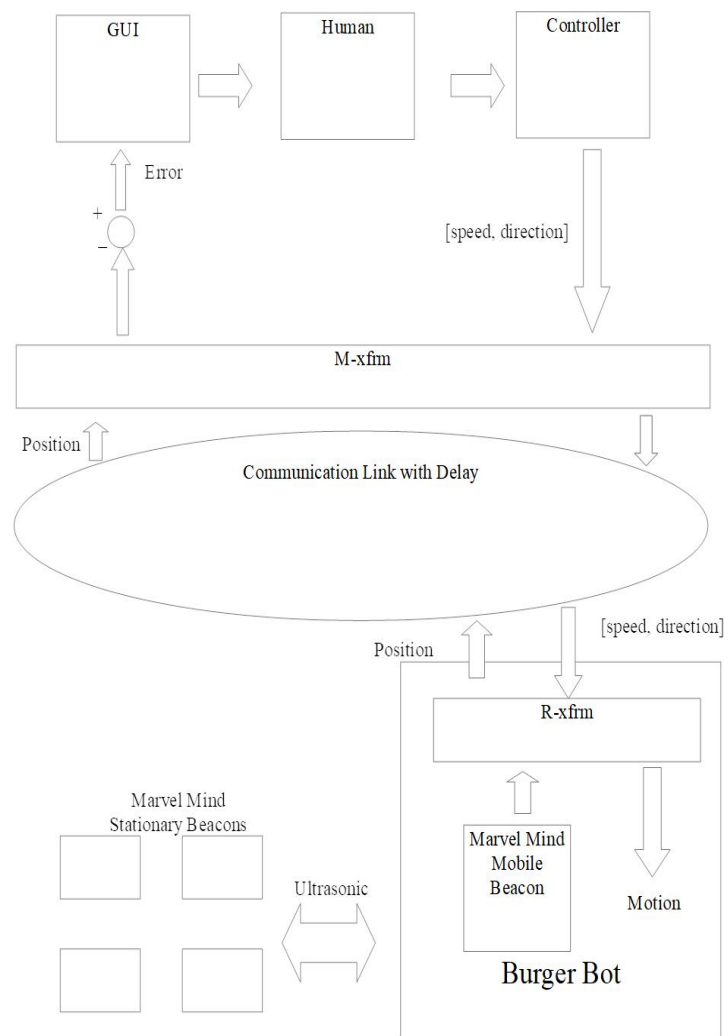 GUI
Human
Controller
Error
+
−
[speed, direction]
M-xfrm
Position
Communication Link with Delay
[speed, direction]
Position
R-xfrm
Marvel Mind
Stationary Beacons
Marvel Mind
Mobile
Beacon
Ultrasonic
Motion
Burger Bot